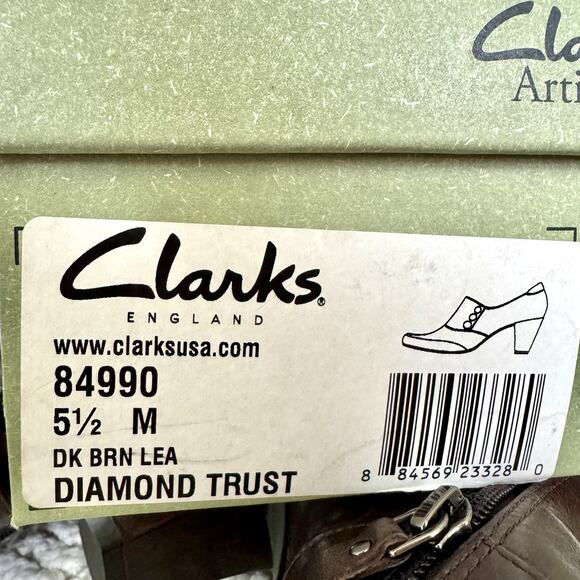 Clarks
ENGLAND
www.clarksusa.com
84990
5½ M
DK BRN LEA
DIAMOND TRUST
8 84569 23328 0